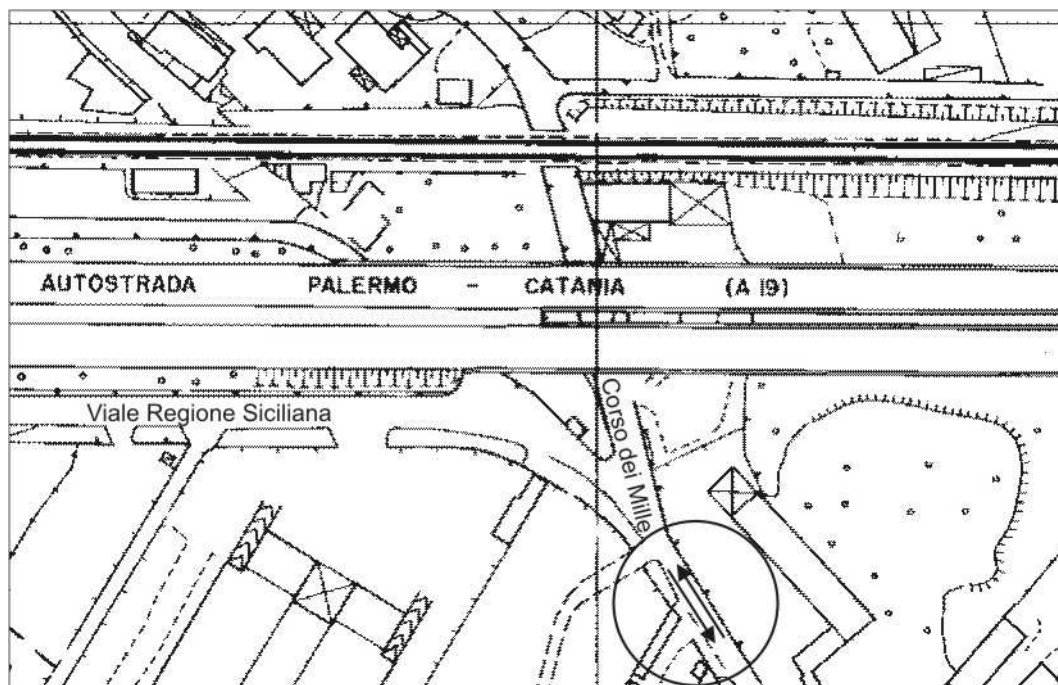 AUTOSTRADA PALERMO - CATANIA (A 19)
Viale Regione Siciliana
Corso dei Mille